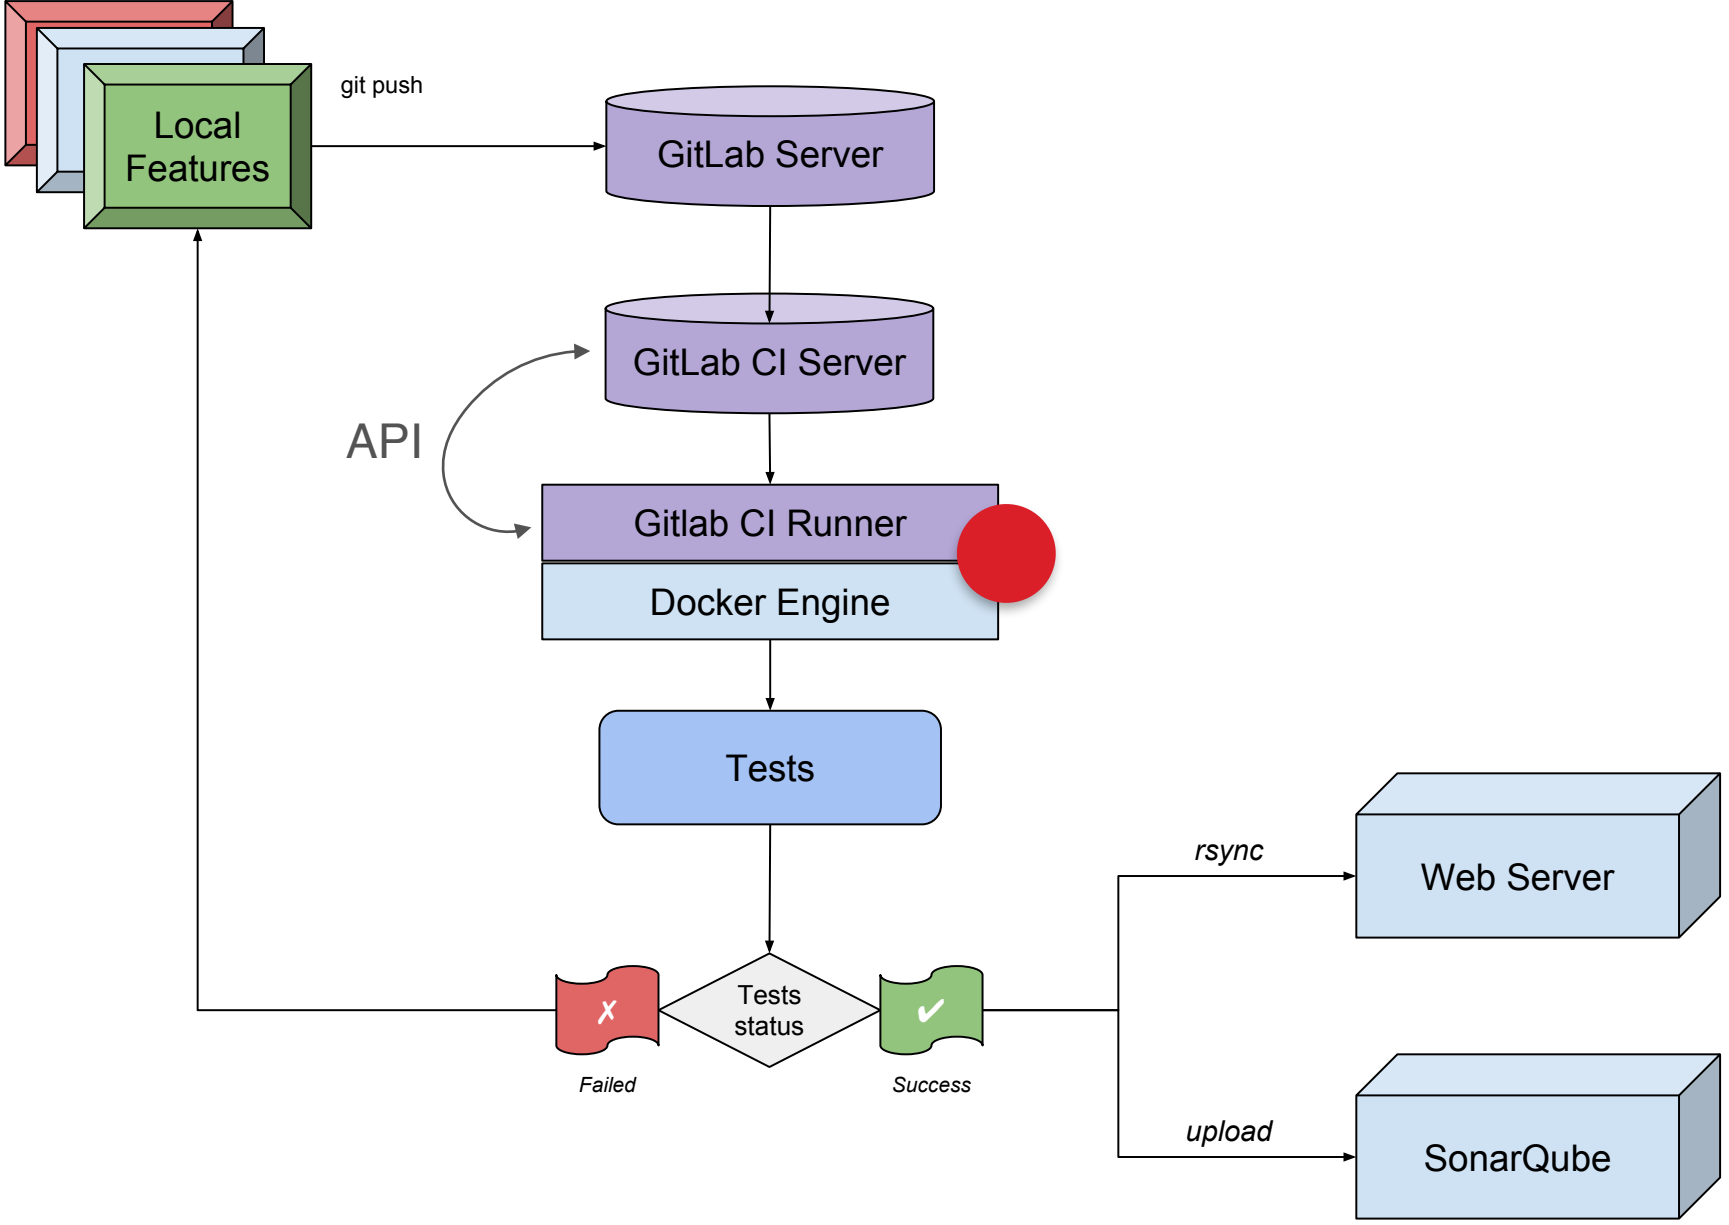 Local
Features
git push
GitLab Server
GitLab CI Server
API
Gitlab CI Runner
Docker Engine
Tests
rsync
Web Server
✗
Tests
status
✔
Failed
Success
upload
SonarQube